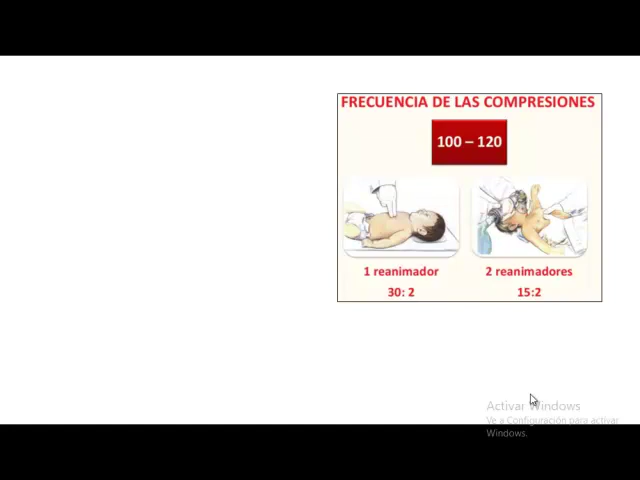 FRECUENCIA DE LAS COMPRESIONES
100 – 120
1 reanimador
30: 2
2 reanimadores
15:2
Activar Windows
Ve a Configuración para activar
Windows.